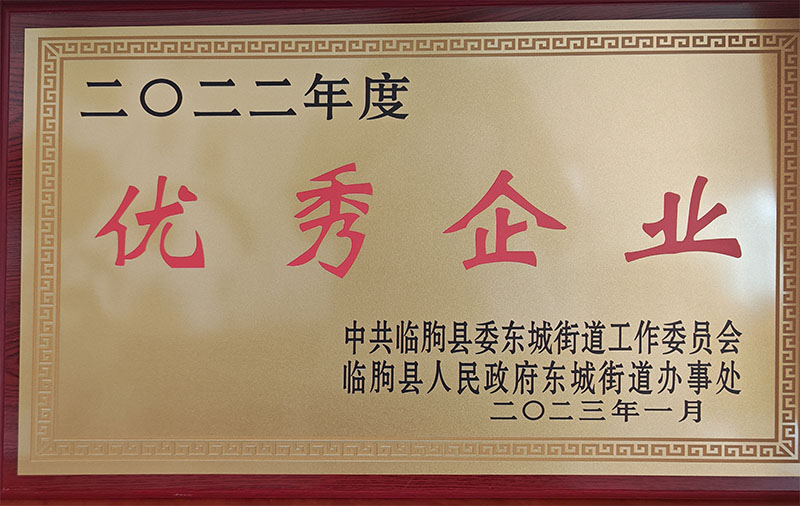 二〇二二年度
优秀企业
中共临朐县委东城街道工作委员会
临朐县人民政府东城街道办事处
二〇二三年一月